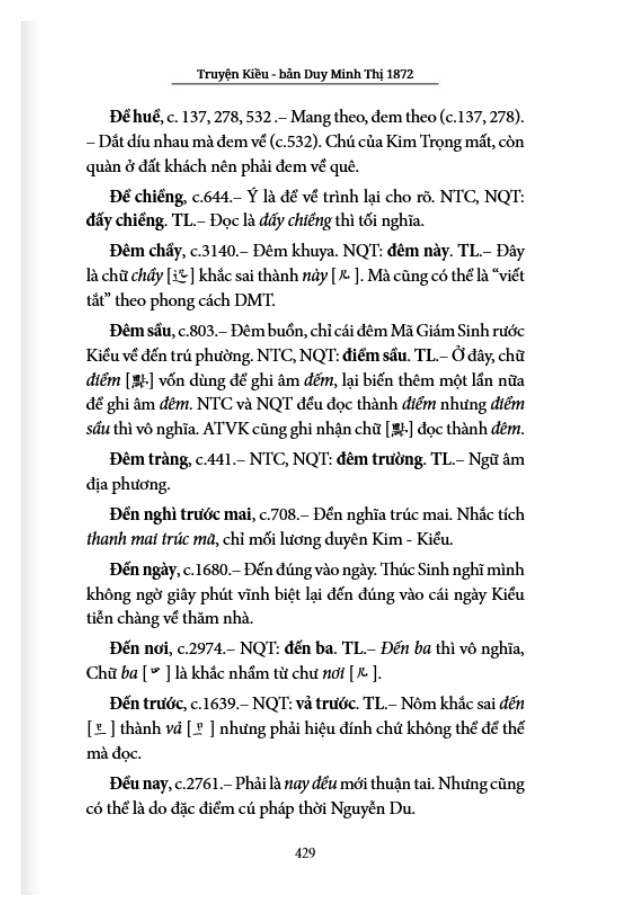 Truyện Kiều - bản Duy Minh Thị 1872
Đề huề, c. 137, 278, 532 .– Mang theo, đem theo (c.137, 278).
– Dắt díu nhau mà đem về (c.532). Chú của Kim Trọng mất, còn
quàn ở đất khách nên phải đem về quê.
Để chiềng, c.644.– Ý là để về trình lại cho rõ. NTC, NQT:
đấy chiềng. TL.– Đọc là đấy chiềng thì tối nghĩa.
Đêm chầy, c.3140.– Đêm khuya. NQT: đêm này. TL.– Đây
là chữ chầy [] khắc sai thành này []. Mà cũng có thể là “viết
tắt” theo phong cách DMT.
Đêm sầu, c.803.– Đêm buồn, chỉ cái đêm Mã Giám Sinh rước
Kiều về đến trú phường. NTC, NQT: điểm sầu. TL.– Ở đây, chữ
điểm [點] vốn dùng để ghi âm đếm, lại biến thêm một lần nữa
để ghi âm đêm. NTC và NQT đều đọc thành điểm nhưng điểm
sầu thì vô nghĩa. ATVK cũng ghi nhận chữ [點] đọc thành đêm.
Đêm tràng, c.441.– NTC, NQT: đêm trường. TL.– Ngữ âm
địa phương.
Đền nghì trước mai, c.708.– Đền nghĩa trúc mai. Nhắc tích
thanh mai trúc mã, chỉ mối lương duyên Kim - Kiều.
Đến ngày, c.1680.– Đến đúng vào ngày. Thúc Sinh nghĩ mình
không ngờ giây phút vĩnh biệt lại đến đúng vào cái ngày Kiều
tiễn chàng về thăm nhà.
Đến nơi, c.2974.– NQT: đến ba. TL.– Đến ba thì vô nghĩa,
Chữ ba [] là khắc nhầm từ chư nơi [].
Đến trước, c.1639.– NQT: vả trước. TL.– Nôm khắc sai đến
[] thành vả [] nhưng phải hiệu đính chứ không thể để thế
mà đọc.
Đều nay, c.2761.– Phải là nay đều mới thuận tai. Nhưng cũng
có thể là do đặc điểm cú pháp thời Nguyễn Du.
429